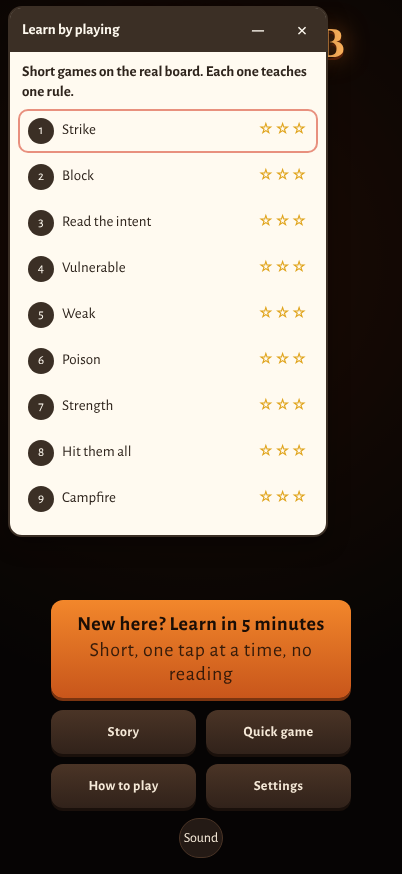 Learn by playing
B
Short games on the real board. Each one teaches
one rule.
1 Strike
2 Block
3 Read the intent
4 Vulnerable
5 Weak
6 Poison
7 Strength
8 Hit them all
9 Campfire
New here? Learn in 5 minutes
Short, one tap at a time, no
reading
Story Quick game
How to play Settings
Sound